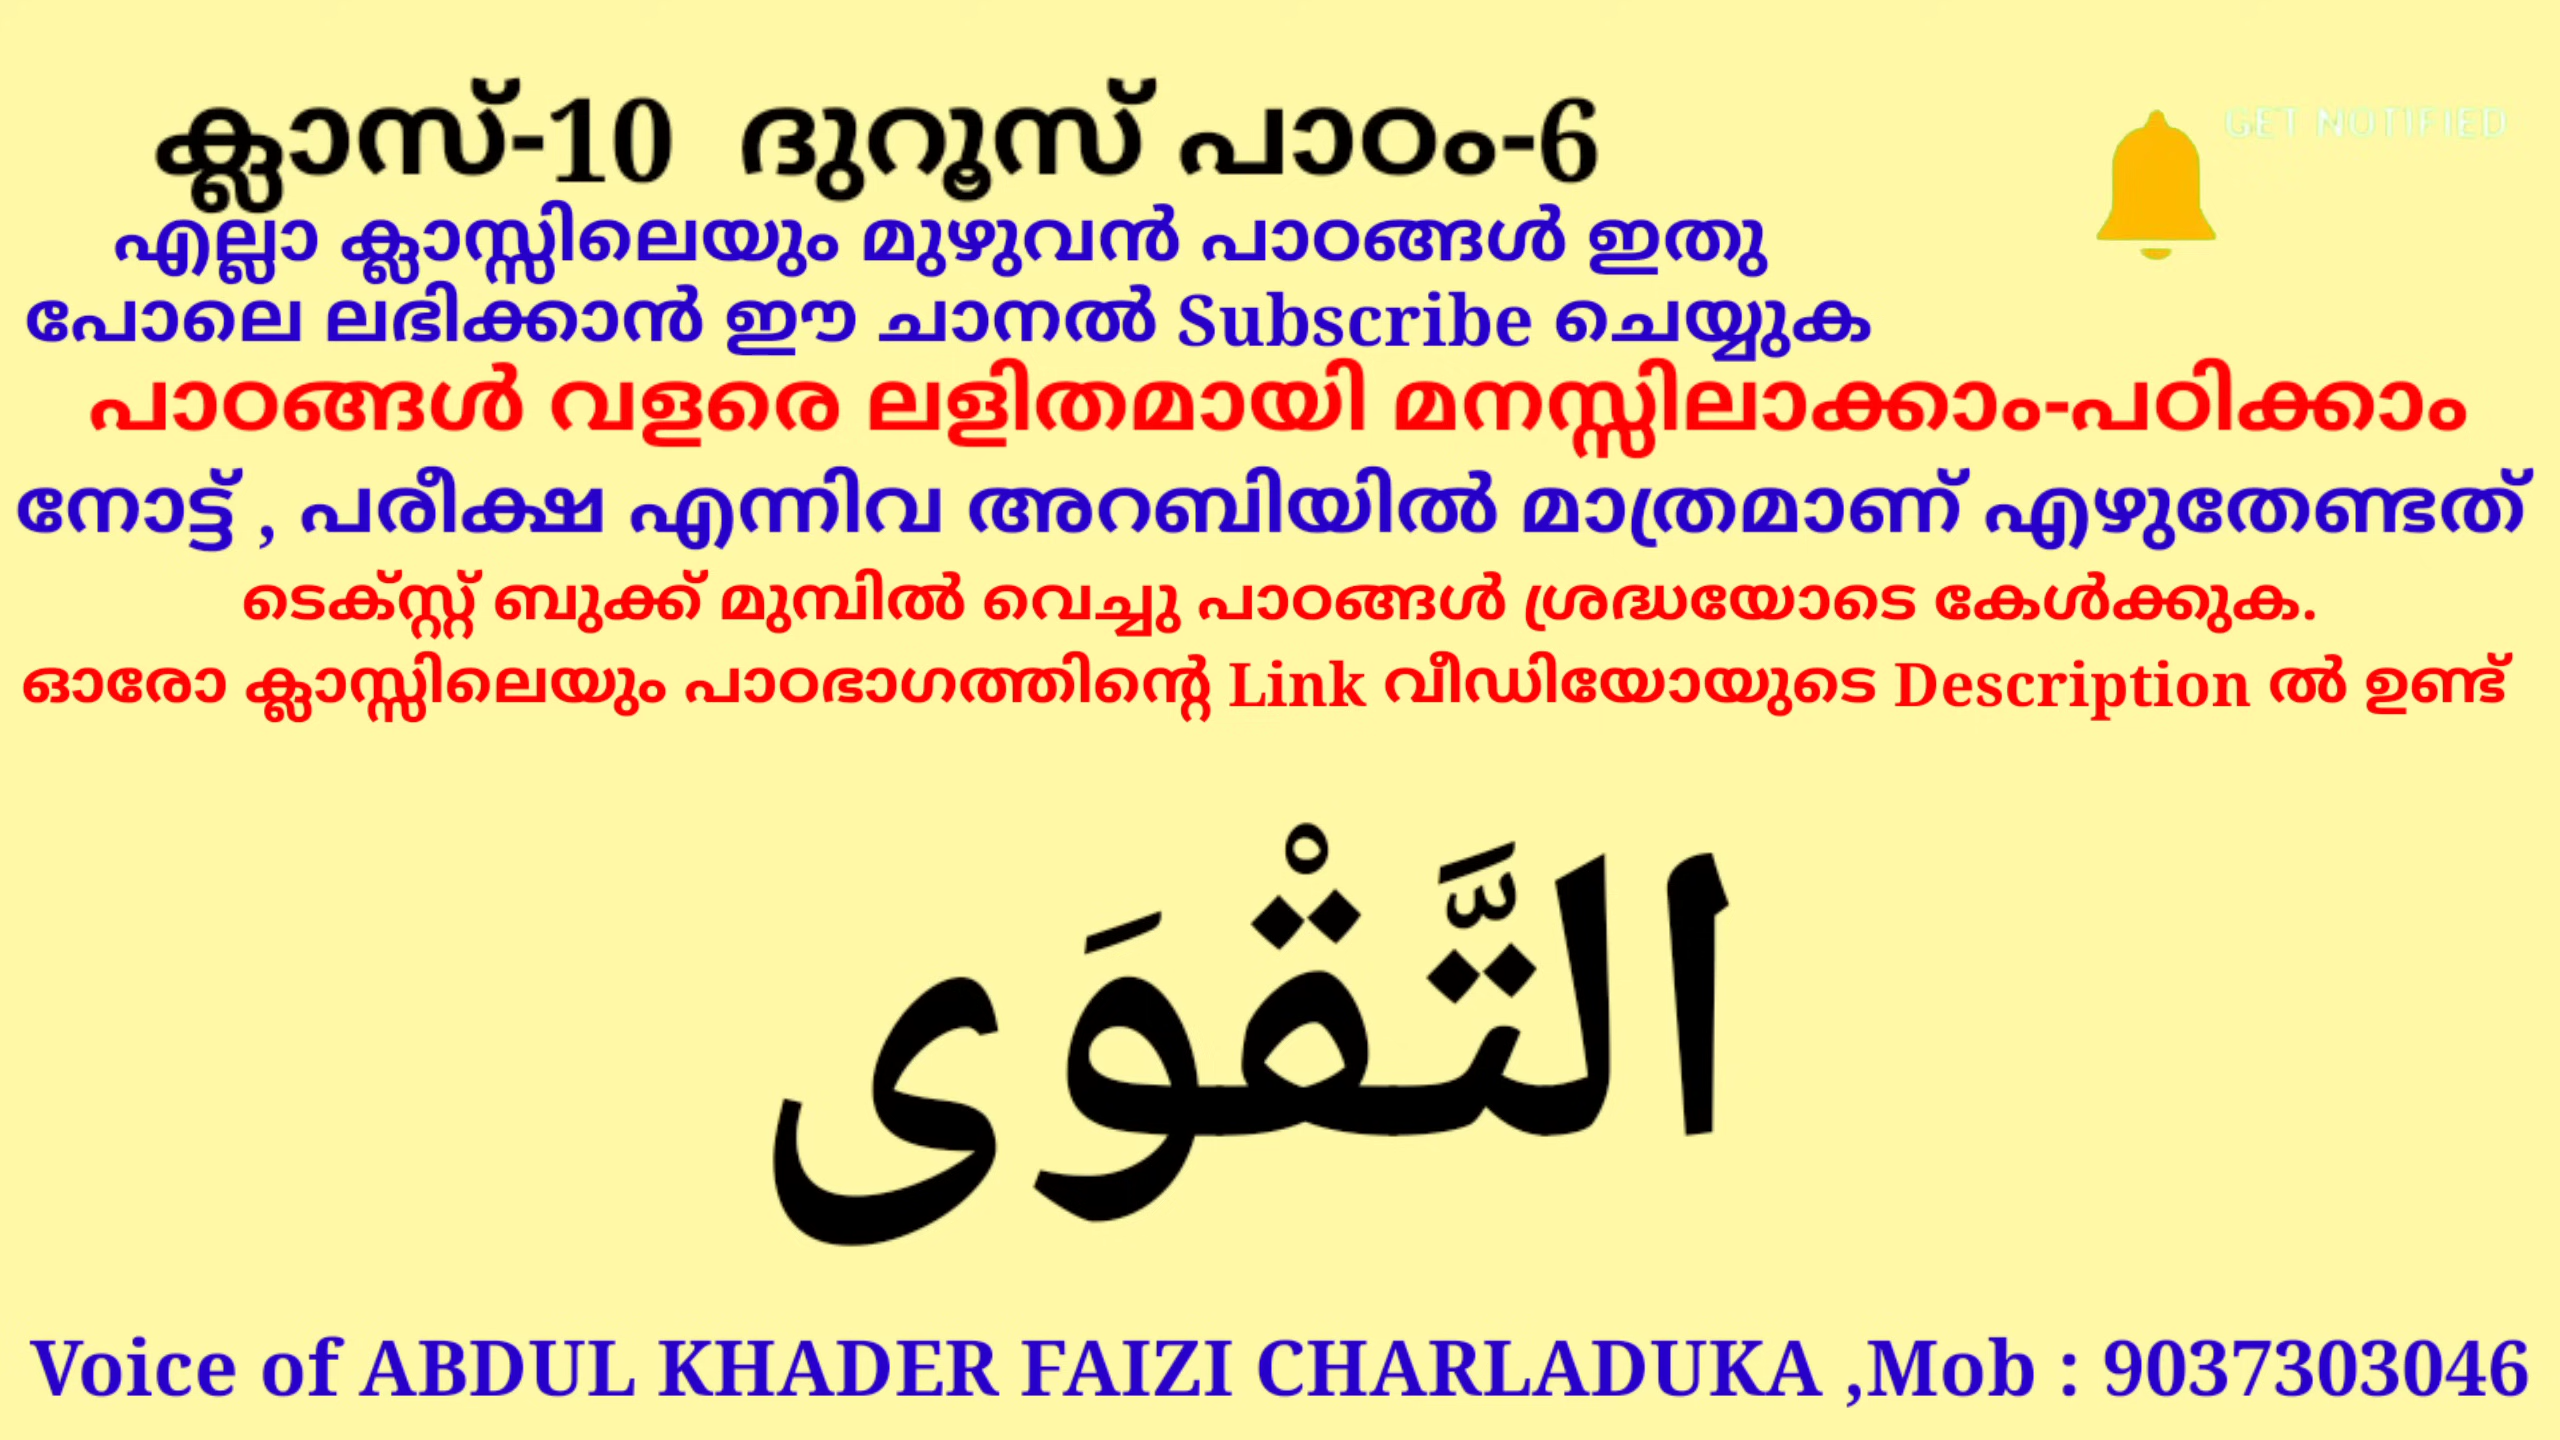 ക്ലാസ്-10 ദുറൂസ് പാഠം-6
GET NOTIFIED
എല്ലാ ക്ലാസ്സിലെയും മുഴുവൻ പാഠങ്ങൾ ഇതു
പോലെ ലഭിക്കാൻ ഈ ചാനൽ Subscribe ചെയ്യുക
പാഠങ്ങൾ വളരെ ലളിതമായി മനസ്സിലാക്കാം-പഠിക്കാം
നോട്ട് , പരീക്ഷ എന്നിവ അറബിയിൽ മാത്രമാണ് എഴുതേണ്ടത്
ടെക്സ്റ്റ് ബുക്ക് മുമ്പിൽ വെച്ചു പാഠങ്ങൾ ശ്രദ്ധയോടെ കേൾക്കുക.
ഓരോ ക്ലാസ്സിലെയും പാഠഭാഗത്തിന്റെ Link വീഡിയോയുടെ Description ൽ ഉണ്ട്
التَّقْوَى
Voice of ABDUL KHADER FAIZI CHARLADUKA ,Mob : 9037303046